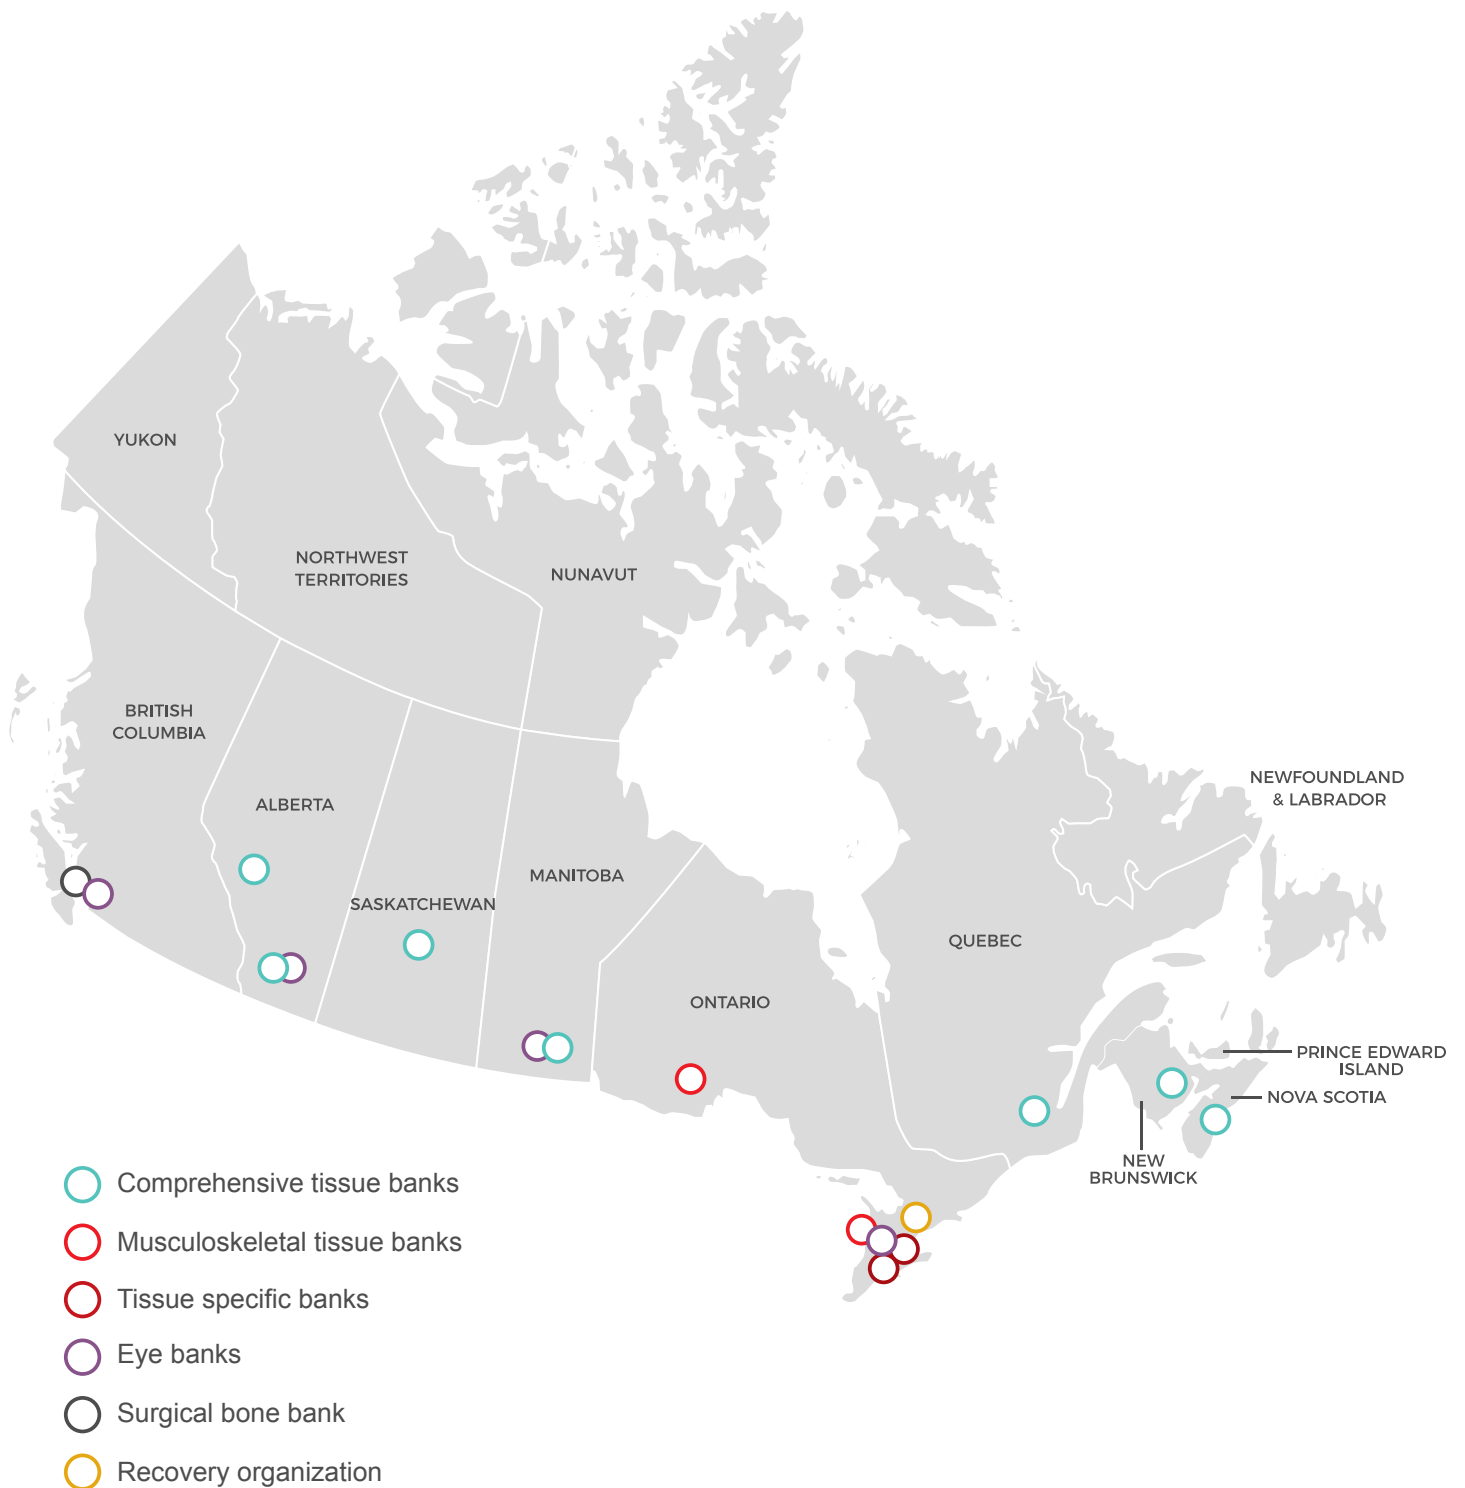 YUKON
NORTHWEST
TERRITORIES
NUNAVUT
BRITISH
COLUMBIA
ALBERTA
SASKATCHEWAN
MANITOBA
ONTARIO
QUEBEC
NEWFOUNDLAND
& LABRADOR
PRINCE EDWARD
ISLAND
NOVA SCOTIA
NEW
BRUNSWICK
Comprehensive tissue banks
Musculoskeletal tissue banks
Tissue specific banks
Eye banks
Surgical bone bank
Recovery organization